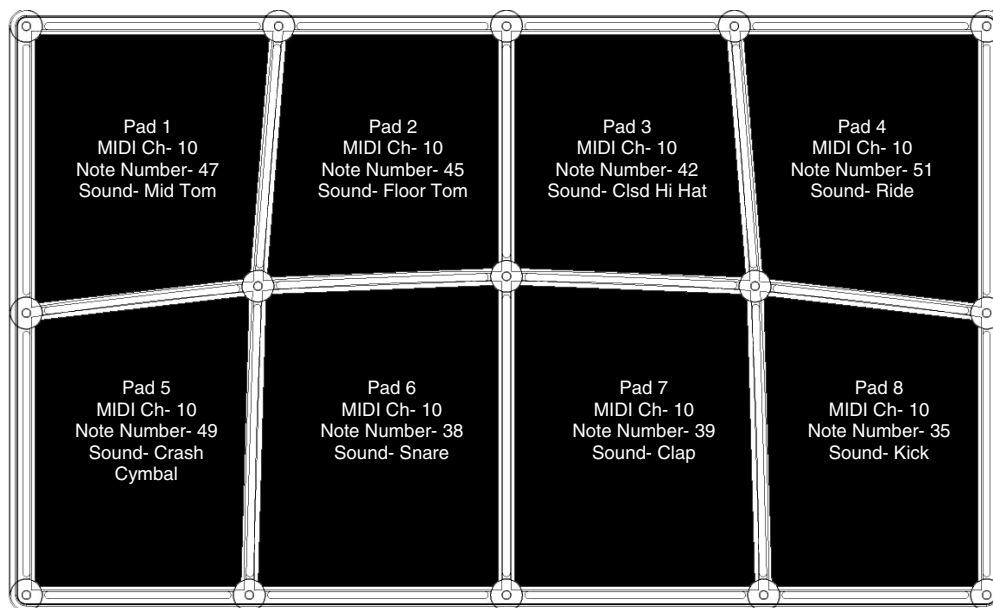 Pad 1
MIDI Ch- 10
Note Number- 47
Sound- Mid Tom
Pad 2
MIDI Ch- 10
Note Number- 45
Sound- Floor Tom
Pad 3
MIDI Ch- 10
Note Number- 42
Sound- Clsd Hi Hat
Pad 4
MIDI Ch- 10
Note Number- 51
Sound- Ride
Pad 5
MIDI Ch- 10
Note Number- 49
Sound- Crash
Cymbal
Pad 6
MIDI Ch- 10
Note Number- 38
Sound- Snare
Pad 7
MIDI Ch- 10
Note Number- 39
Sound- Clap
Pad 8
MIDI Ch- 10
Note Number- 35
Sound- Kick